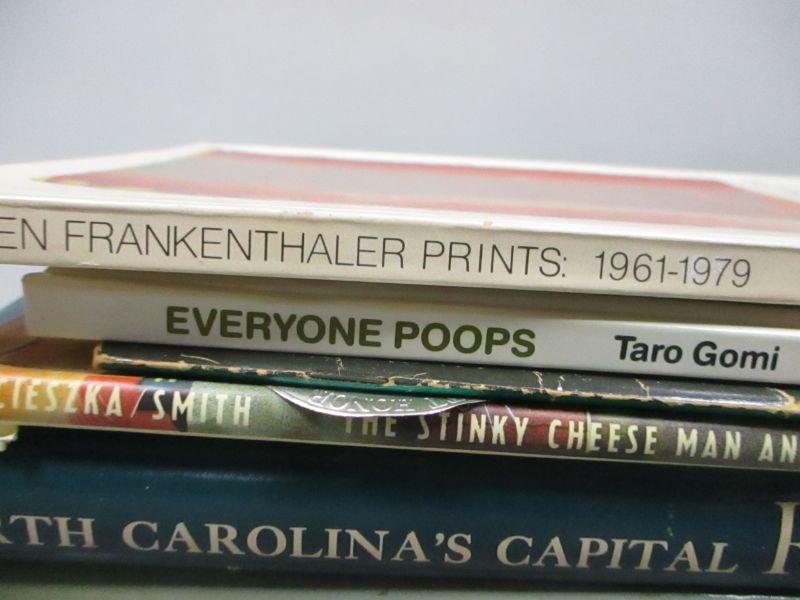 EN FRANKENTHALER PRINTS: 1961-1979
EVERYONE POOPS Taro Gomi
CIESZKA/SMITH THE STINKY CHEESE MAN AN
HONOR
RTH CAROLINA'S CAPITAL